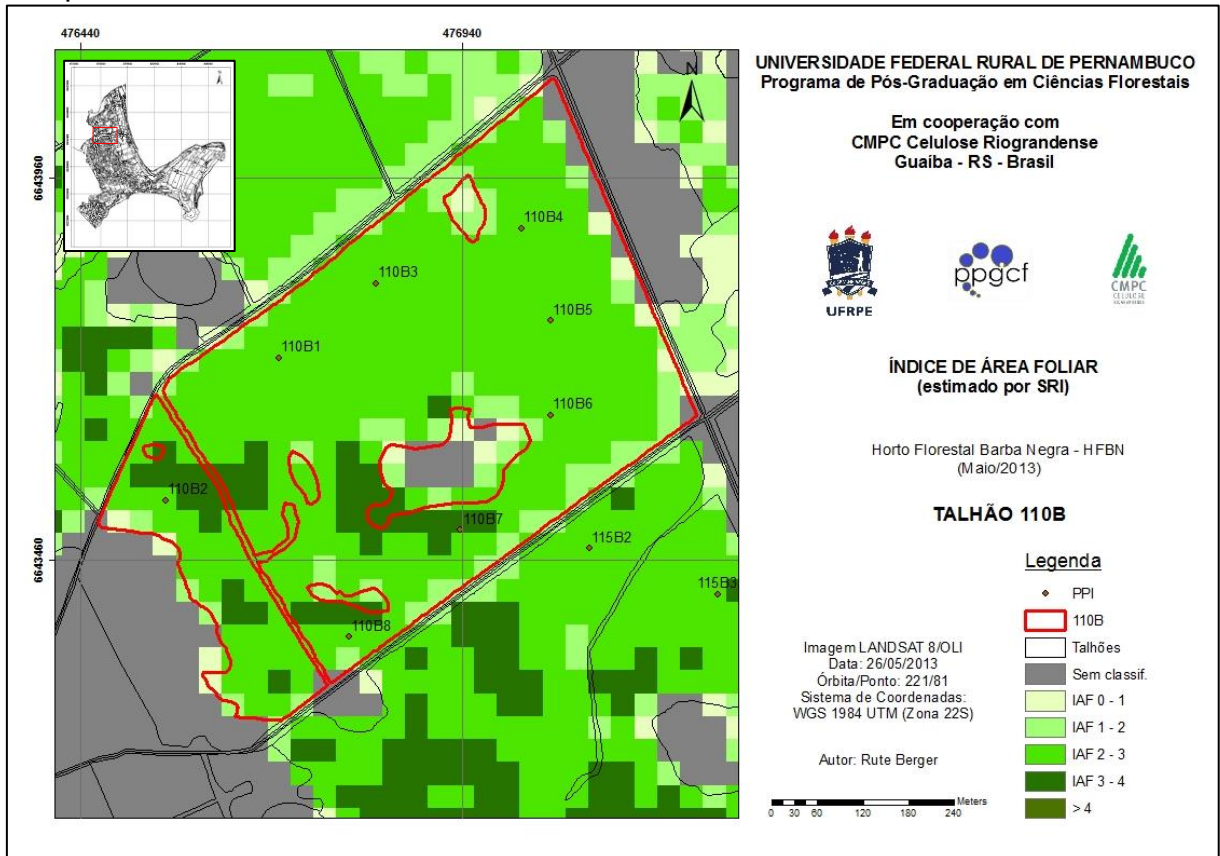 476440
476940
6643960
6643460
N
110B4
110B3
110B5
110B1
110B6
110B2
110B7
115B2
115B3
110B8
UNIVERSIDADE FEDERAL RURAL DE PERNAMBUCO
Programa de Pós-Graduação em Ciências Florestais
Em cooperação com
CMPC Celulose Riograndense
Guaíba - RS - Brasil
UFRPE
ppgcf
CMPC
CELULOSE
ÍNDICE DE ÁREA FOLIAR
(estimado por SRI)
Horto Florestal Barba Negra - HFBN
(Maio/2013)
TALHÃO 110B
Legenda
PPI
110B
Talhões
Sem classif.
IAF 0 - 1
IAF 1 - 2
IAF 2 - 3
IAF 3 - 4
> 4
Imagem LANDSAT 8/OLI
Data: 26/05/2013
Órbita/Ponto: 221/81
Sistema de Coordenadas:
WGS 1984 UTM (Zona 22S)
Autor: Rute Berger
Meters
0 30 60 120 180 240